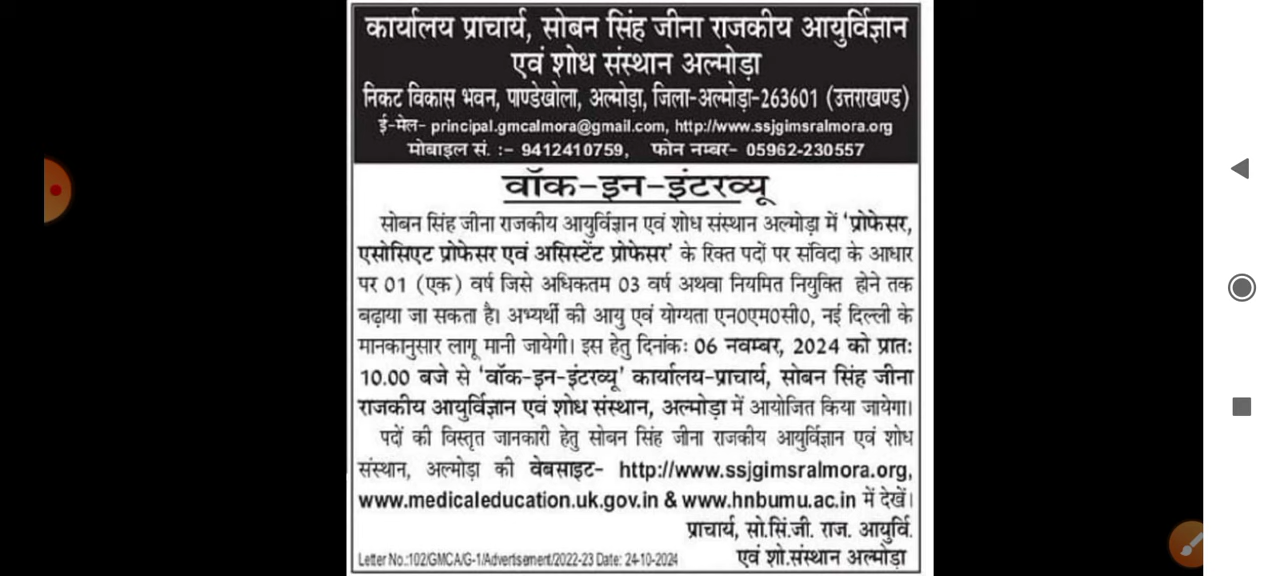 कार्यालय प्राचार्य, सोबन सिंह जीना राजकीय आयुर्विज्ञान
एवं शोध संस्थान अल्मोड़ा
निकट विकास भवन, पाण्डेखोला, अल्मोड़ा, जिला-अल्मोड़ा-263601 (उत्तराखण्ड)
ई-मेल- principal.gmcalmora@gmail.com, http://www.ssjgimsralmora.org
मोबाइल सं. :- 9412410759, फोन नम्बर- 05962-230557
वॉक-इन-इंटरव्यू
सोबन सिंह जीना राजकीय आयुर्विज्ञान एवं शोध संस्थान अल्मोड़ा में 'प्रोफेसर,
एसोसिएट प्रोफेसर एवं असिस्टेंट प्रोफेसर' के रिक्त पदों पर संविदा के आधार
पर 01 (एक) वर्ष जिसे अधिकतम 03 वर्ष अथवा नियमित नियुक्ति होने तक
बढ़ाया जा सकता है। अभ्यर्थी की आयु एवं योग्यता एन0एम0सी0, नई दिल्ली के
मानकानुसार लागू मानी जायेगी। इस हेतु दिनांक: 06 नवम्बर, 2024 को प्रात:
10.00 बजे से 'वॉक-इन-इंटरव्यू' कार्यालय-प्राचार्य, सोबन सिंह जीना
राजकीय आयुर्विज्ञान एवं शोध संस्थान, अल्मोड़ा में आयोजित किया जायेगा।
पदों की विस्तृत जानकारी हेतु सोबन सिंह जीना राजकीय आयुर्विज्ञान एवं शोध
संस्थान, अल्मोड़ा की वेबसाइट- http://www.ssjgimsralmora.org,
www.medicaleducation.uk.gov.in & www.hnbumu.ac.in में देखें।
प्राचार्य, सो.सिं.जी. राज. आयुर्वि.
एवं शो.संस्थान अल्मोड़ा
Letter No.:102/GMCA/G-1/Advertisement/2022-23 Date: 24-10-2024